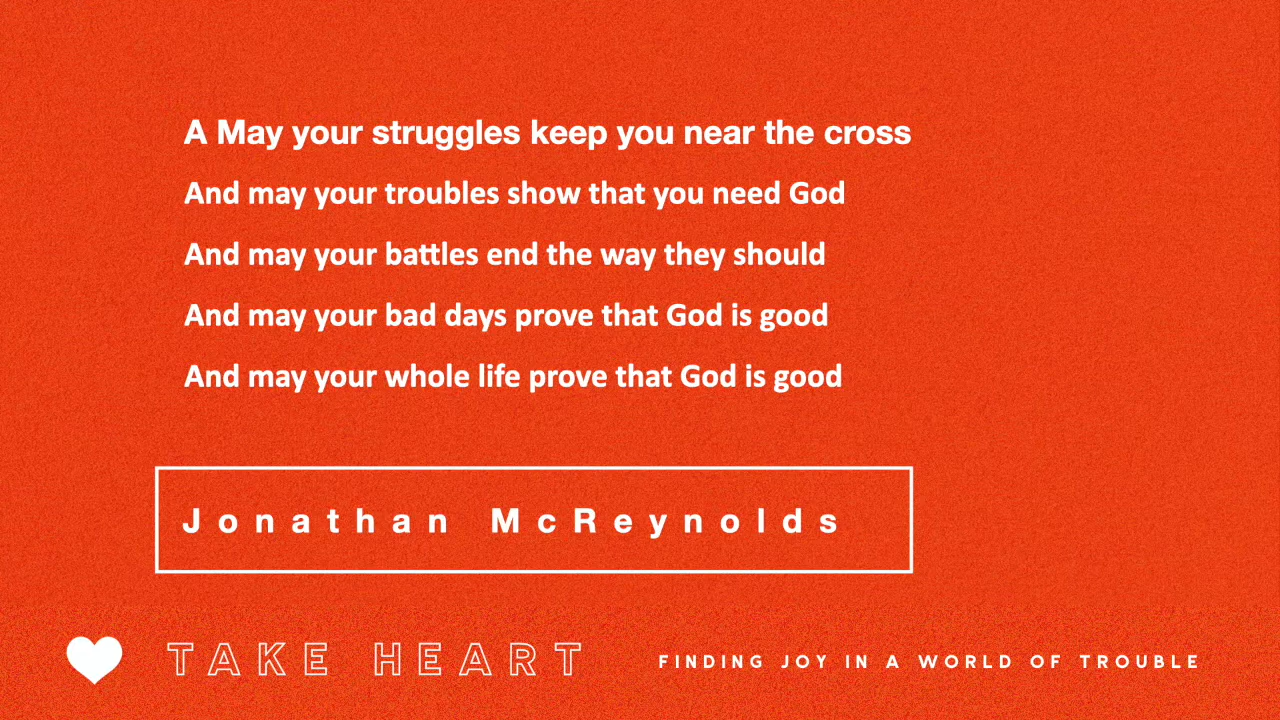 A May your struggles keep you near the cross
And may your troubles show that you need God
And may your battles end the way they should
And may your bad days prove that God is good
And may your whole life prove that God is good
Jonathan McReynolds
TAKE HEART
FINDING JOY IN A WORLD OF TROUBLE